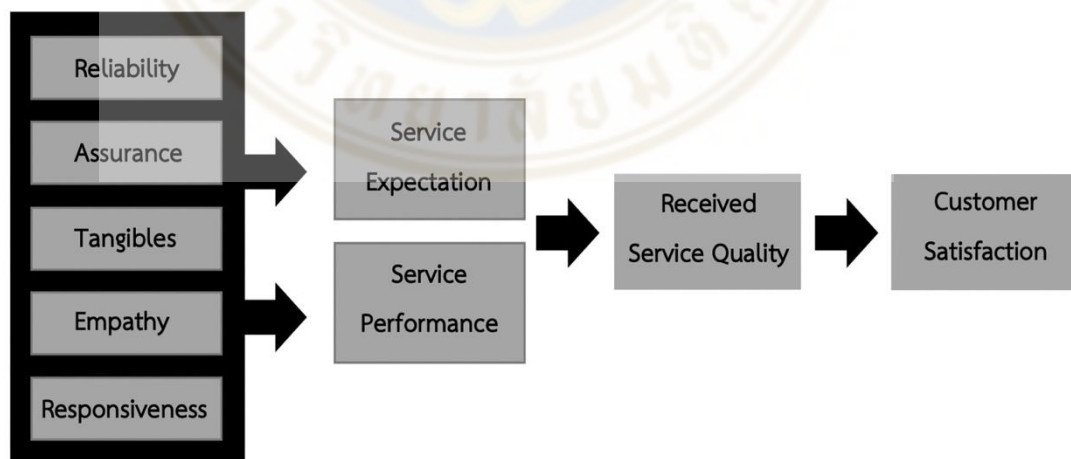 Reliability
Assurance
Tangibles
Empathy
Responsiveness
Service
Expectation
Service
Performance
Received
Service Quality
Customer
Satisfaction